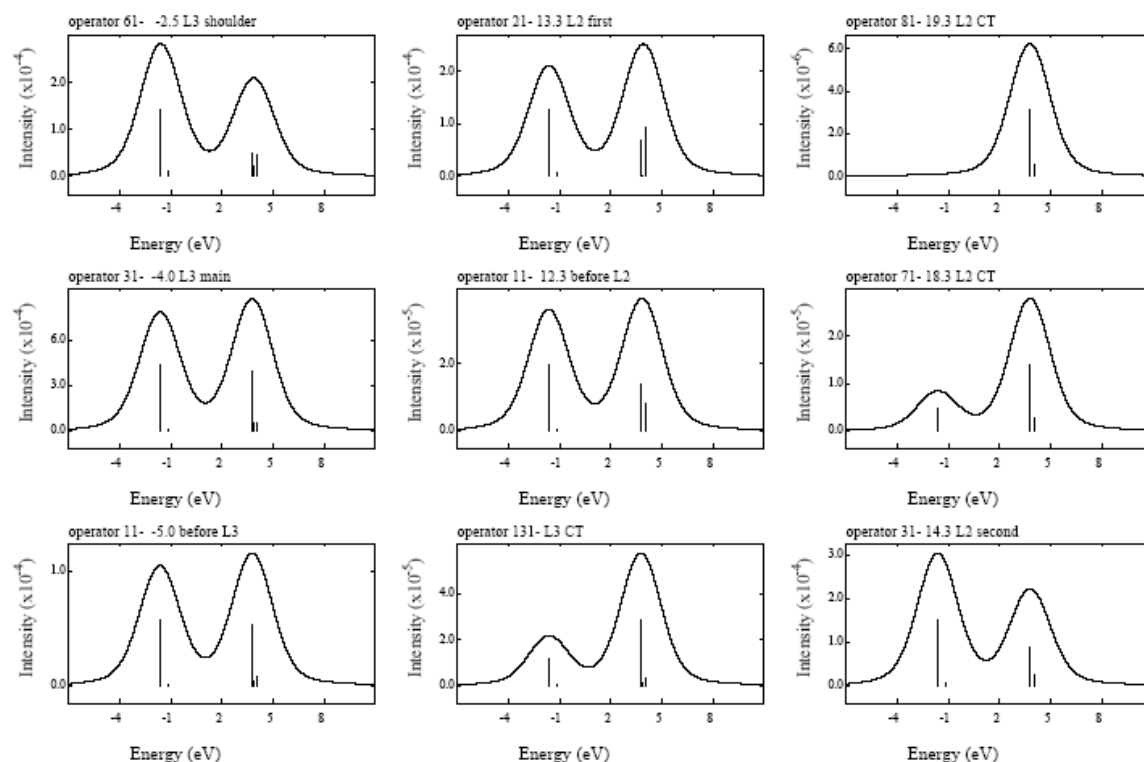 operator 61- -2.5 L3 shoulder
Intensity (x10-4)
2.0
1.0
0.0
-4 -1 2 5 8
Energy (eV)
operator 21- 13.3 L2 first
Intensity (x10-4)
2.0
1.0
0.0
-4 -1 2 5 8
Energy (eV)
operator 81- 19.3 L2 CT
Intensity (x10-6)
6.0
4.0
2.0
0.0
-4 -1 2 5 8
Energy (eV)
operator 31- -4.0 L3 main
Intensity (x10-4)
6.0
3.0
0.0
-4 -1 2 5 8
Energy (eV)
operator 11- 12.3 before L2
Intensity (x10-5)
2.0
0.0
-4 -1 2 5 8
Energy (eV)
operator 71- 18.3 L2 CT
Intensity (x10-5)
2.0
1.0
0.0
-4 -1 2 5 8
Energy (eV)
operator 11- -5.0 before L3
Intensity (x10-4)
1.0
0.0
-4 -1 2 5 8
Energy (eV)
operator 131- L3 CT
Intensity (x10-5)
4.0
2.0
0.0
-4 -1 2 5 8
Energy (eV)
operator 31- 14.3 L2 second
Intensity (x10-4)
3.0
2.0
1.0
0.0
-4 -1 2 5 8
Energy (eV)